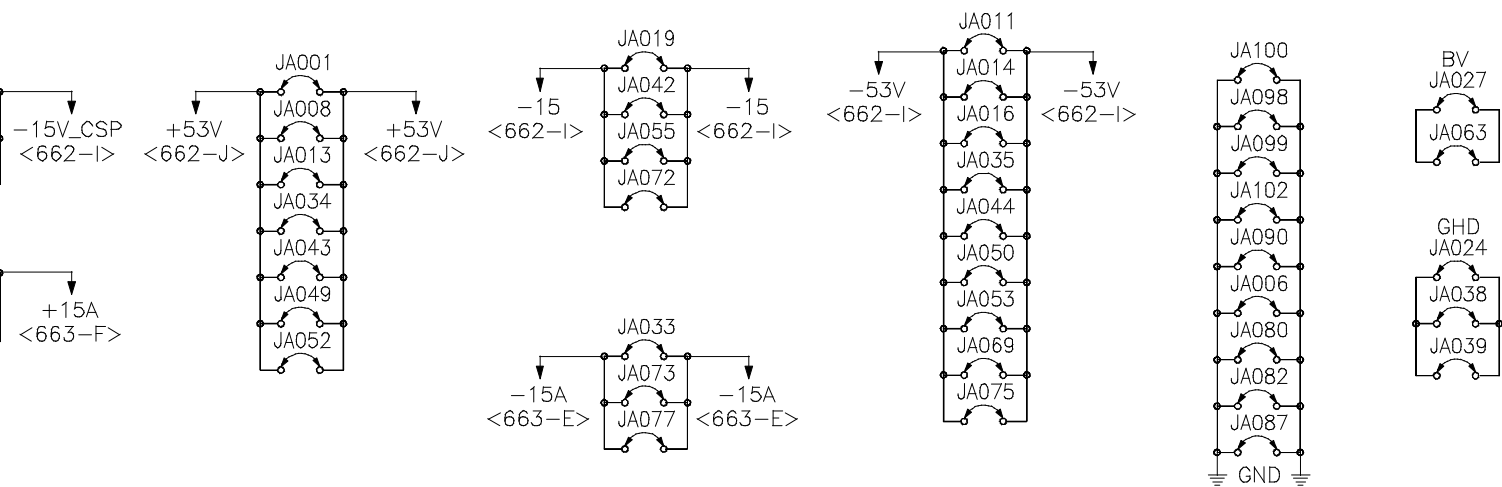 -15V_CSP
<662-I>
+15A
<663-F>
JA001
+53V
<662-J>
+53V
<662-J>
JA008
JA013
JA034
JA043
JA049
JA052
JA019
-15
<662-I>
-15
<662-I>
JA042
JA055
JA072
JA033
-15A
<663-E>
-15A
<663-E>
JA073
JA077
JA011
-53V
<662-I>
-53V
<662-I>
JA014
JA016
JA035
JA044
JA050
JA053
JA069
JA075
JA100
JA098
JA099
JA102
JA090
JA006
JA080
JA082
JA087
GND
BV
JA027
JA063
GHD
JA024
JA038
JA039